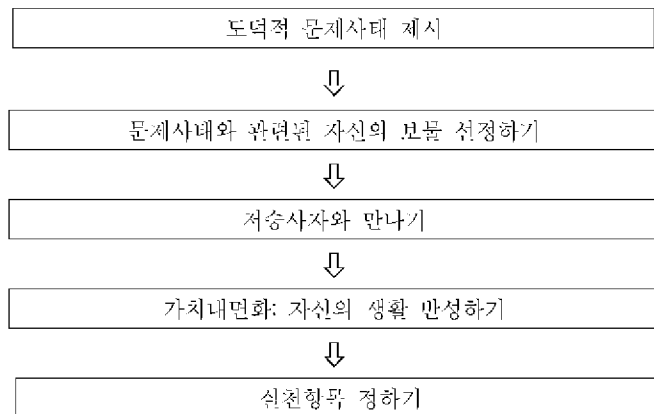 도덕적 문제사태 제시
문제사태와 관련된 자신의 보물 선정하기
저승사자와 만나기
가치내면화: 자신의 생활 반성하기
실천항목 정하기